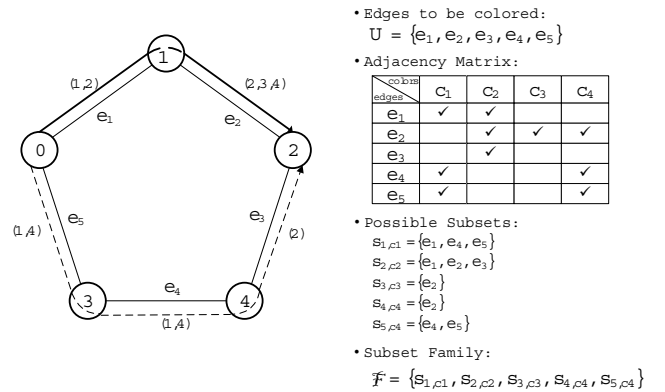 1
(1,2)
(2,3,4)
e1
e2
0
2
e5
e3
(1,4)
(2)
e4
3
4
(1,4)
• Edges to be colored:
U = {e1,e2,e3,e4,e5}
• Adjacency Matrix:
colors
edges
c1 c2 c3 c4
e1 ✓ ✓
e2 ✓ ✓ ✓
e3 ✓
e4 ✓ ✓
e5 ✓ ✓
• Possible Subsets:
s1,c1 ={e1,e4,e5}
s2,c2 ={e1,e2,e3}
s3,c3 ={e2}
s4,c4 ={e2}
s5,c4 ={e4,e5}
• Subset Family:
ℱ = {s1,c1, s2,c2, s3,c3, s4,c4, s5,c4}